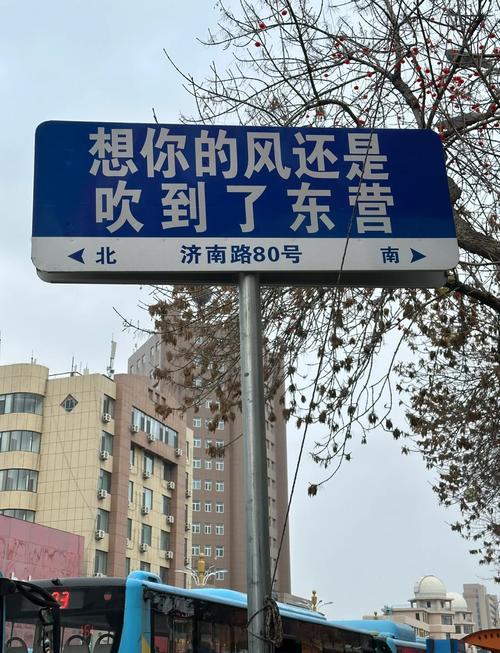 想你的风还是
吹到了东营
北 济南路80号 南